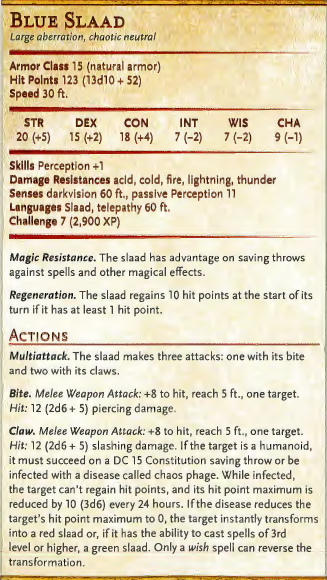 BLUE SLAAD
Large aberration, chaotic neutral
Armor Class 15 (natural armor)
Hit Points 123 (13d10 + 52)
Speed 30 ft.
STR DEX CON INT WIS CHA
20 (+5) 15 (+2) 18 (+4) 7 (−2) 7 (−2) 9 (−1)
Skills Perception +1
Damage Resistances acid, cold, fire, lightning, thunder
Senses darkvision 60 ft., passive Perception 11
Languages Slaad, telepathy 60 ft.
Challenge 7 (2,900 XP)
Magic Resistance. The slaad has advantage on saving throws
against spells and other magical effects.
Regeneration. The slaad regains 10 hit points at the start of its
turn if it has at least 1 hit point.
ACTIONS
Multiattack. The slaad makes three attacks: one with its bite
and two with its claws.
Bite. Melee Weapon Attack: +8 to hit, reach 5 ft., one target.
Hit: 12 (2d6 + 5) piercing damage.
Claw. Melee Weapon Attack: +8 to hit, reach 5 ft., one target.
Hit: 12 (2d6 + 5) slashing damage. If the target is a humanoid,
it must succeed on a DC 15 Constitution saving throw or be
infected with a disease called chaos phage. While infected,
the target can't regain hit points, and its hit point maximum is
reduced by 10 (3d6) every 24 hours. If the disease reduces the
target's hit point maximum to 0, the target instantly transforms
into a red slaad or, if it has the ability to cast spells of 3rd
level or higher, a green slaad. Only a wish spell can reverse the
transformation.